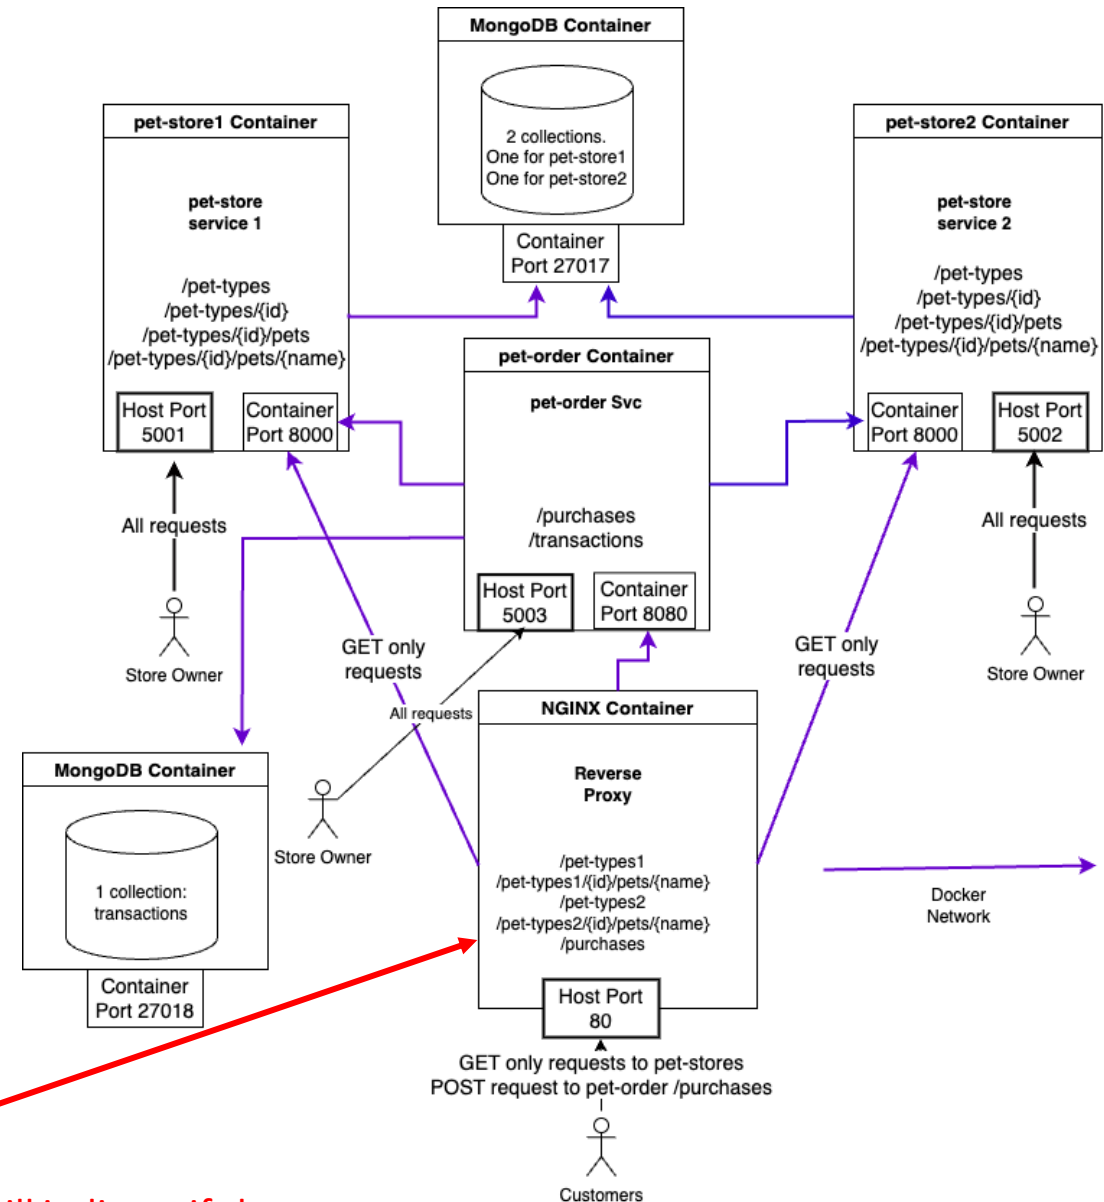 MongoDB Container
2 collections.
One for pet-store1
One for pet-store2
Container
Port 27017
pet-store1 Container
pet-store
service 1
/pet-types
/pet-types/{id}
/pet-types/{id}/pets
/pet-types/{id}/pets/{name}
Host Port
5001
Container
Port 8000
All requests
Store Owner
pet-store2 Container
pet-store
service 2
/pet-types
/pet-types/{id}
/pet-types/{id}/pets
/pet-types/{id}/pets/{name}
Container
Port 8000
Host Port
5002
All requests
Store Owner
pet-order Container
pet-order Svc
/purchases
/transactions
Host Port
5003
Container
Port 8080
GET only
requests
GET only
requests
All requests
Store Owner
MongoDB Container
1 collection:
transactions
Container
Port 27018
NGINX Container
Reverse
Proxy
/pet-types1
/pet-types1/{id}/pets/{name}
/pet-types2
/pet-types2/{id}/pets/{name}
/purchases
Host Port
80
Docker
Network
GET only requests to pet-stores
POST request to pet-order /purchases
Customers